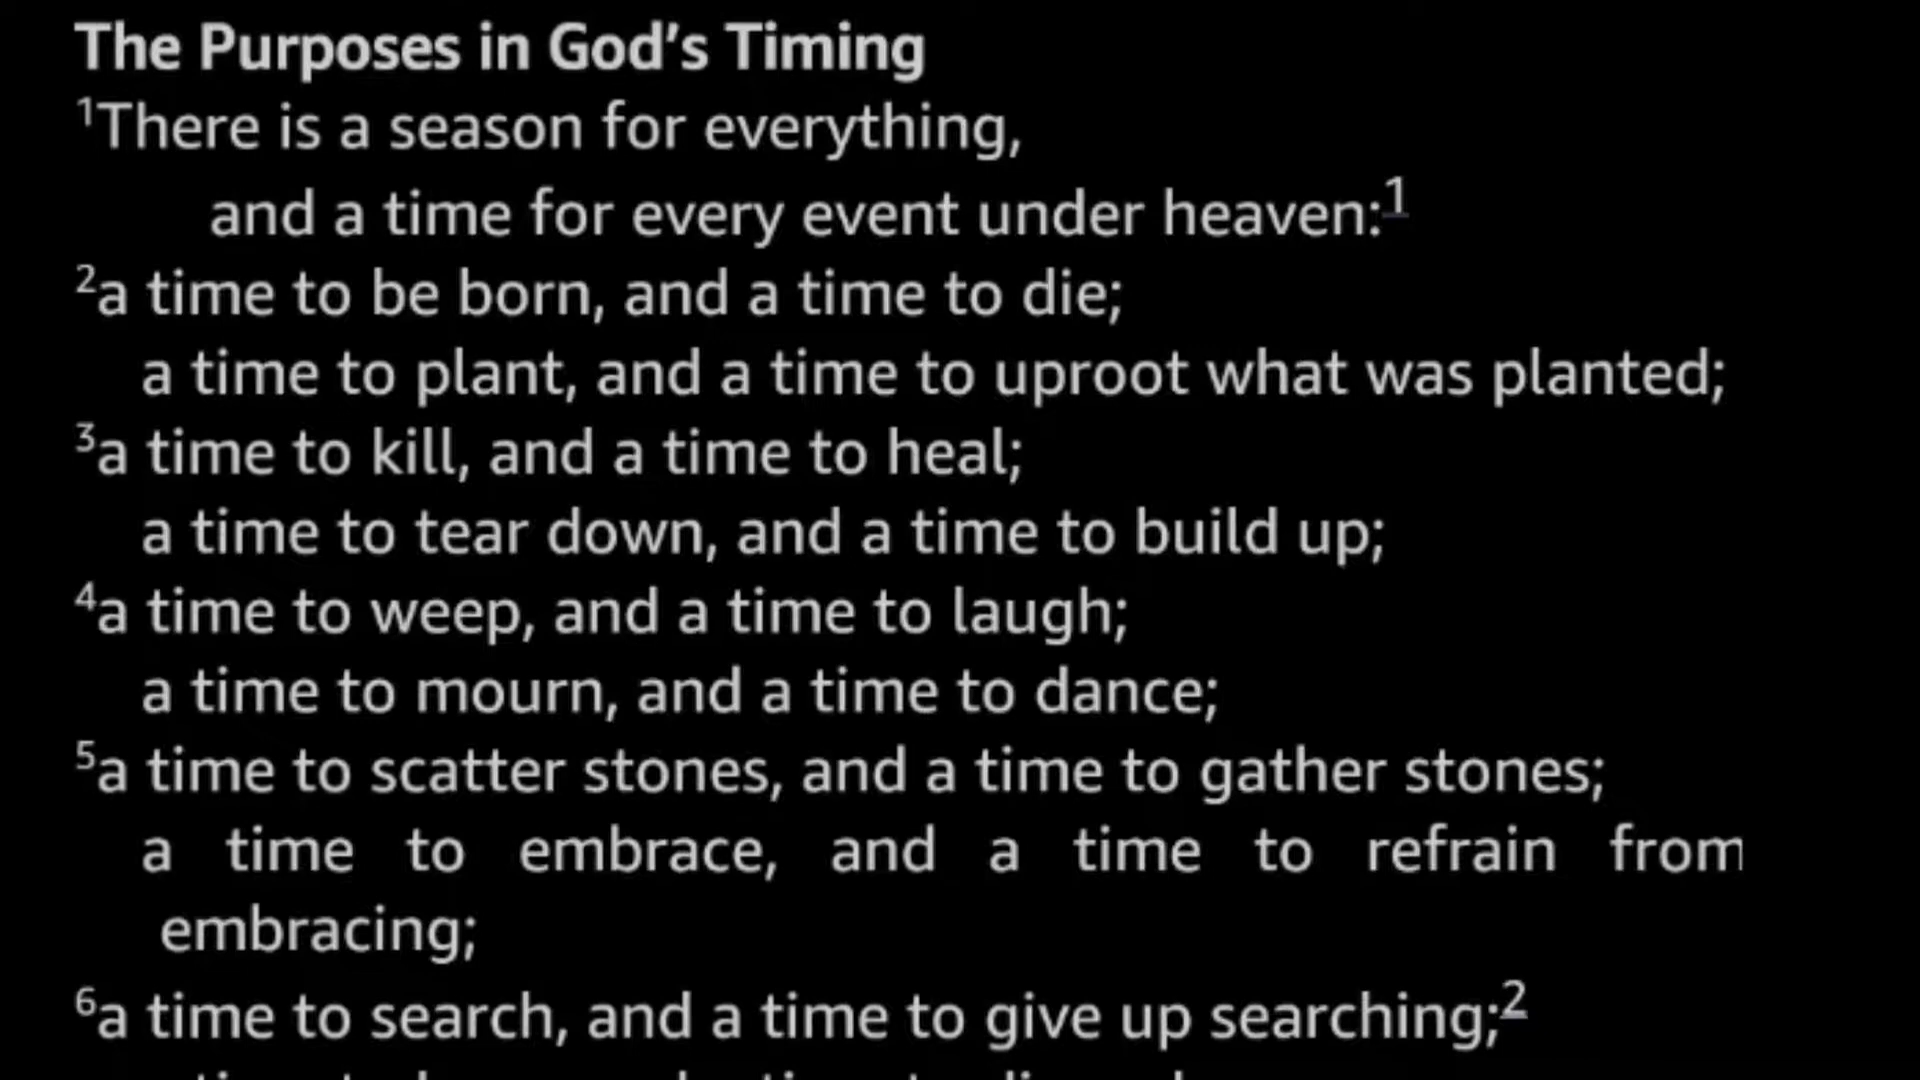 The Purposes in God’s Timing
1There is a season for everything,
and a time for every event under heaven:1
2a time to be born, and a time to die;
a time to plant, and a time to uproot what was planted;
3a time to kill, and a time to heal;
a time to tear down, and a time to build up;
4a time to weep, and a time to laugh;
a time to mourn, and a time to dance;
5a time to scatter stones, and a time to gather stones;
a time to embrace, and a time to refrain from
embracing;
6a time to search, and a time to give up searching;2